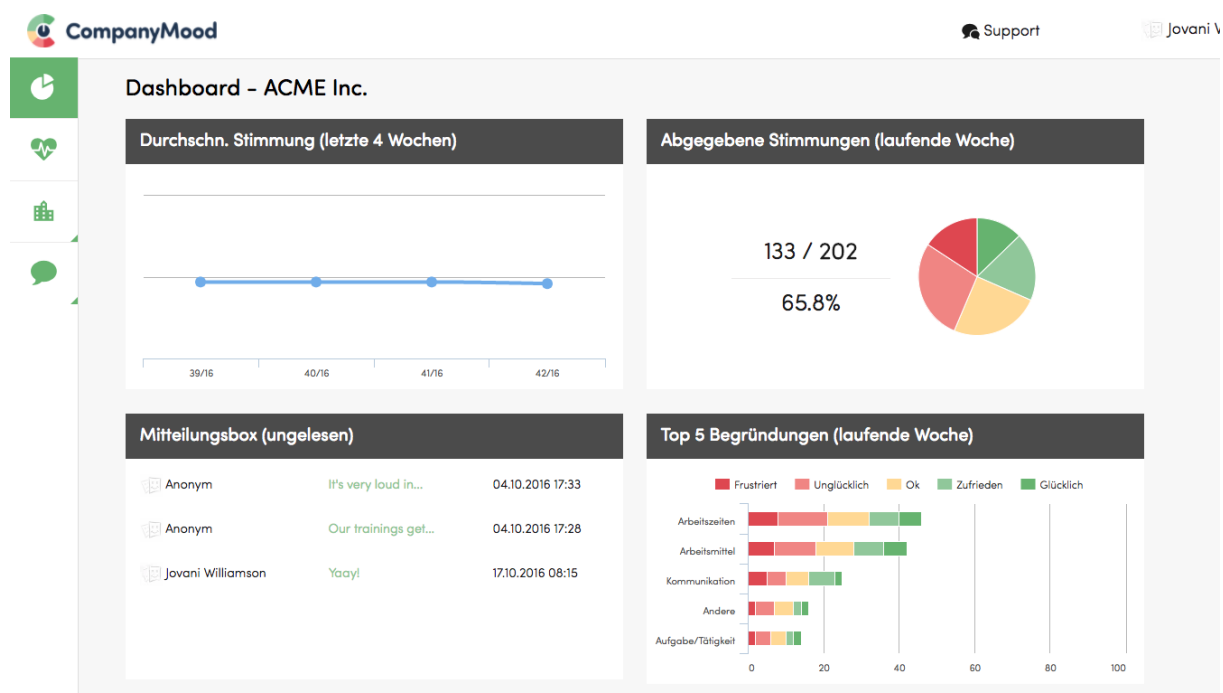 CompanyMood
Support
Jovani
Dashboard - ACME Inc.
Durchschn. Stimmung (letzte 4 Wochen)
39/16 40/16 41/16 42/16
Abgegebene Stimmungen (laufende Woche)
133 / 202
65.8%
Mitteilungsbox (ungelesen)
Anonym It's very loud in... 04.10.2016 17:33
Anonym Our trainings get... 04.10.2016 17:28
Jovani Williamson Yaay! 17.10.2016 08:15
Top 5 Begründungen (laufende Woche)
Frustriert Unglücklich Ok Zufrieden Glücklich
Arbeitszeiten
Arbeitsmittel
Kommunikation
Andere
Aufgabe/Tätigkeit
0 20 40 60 80 100